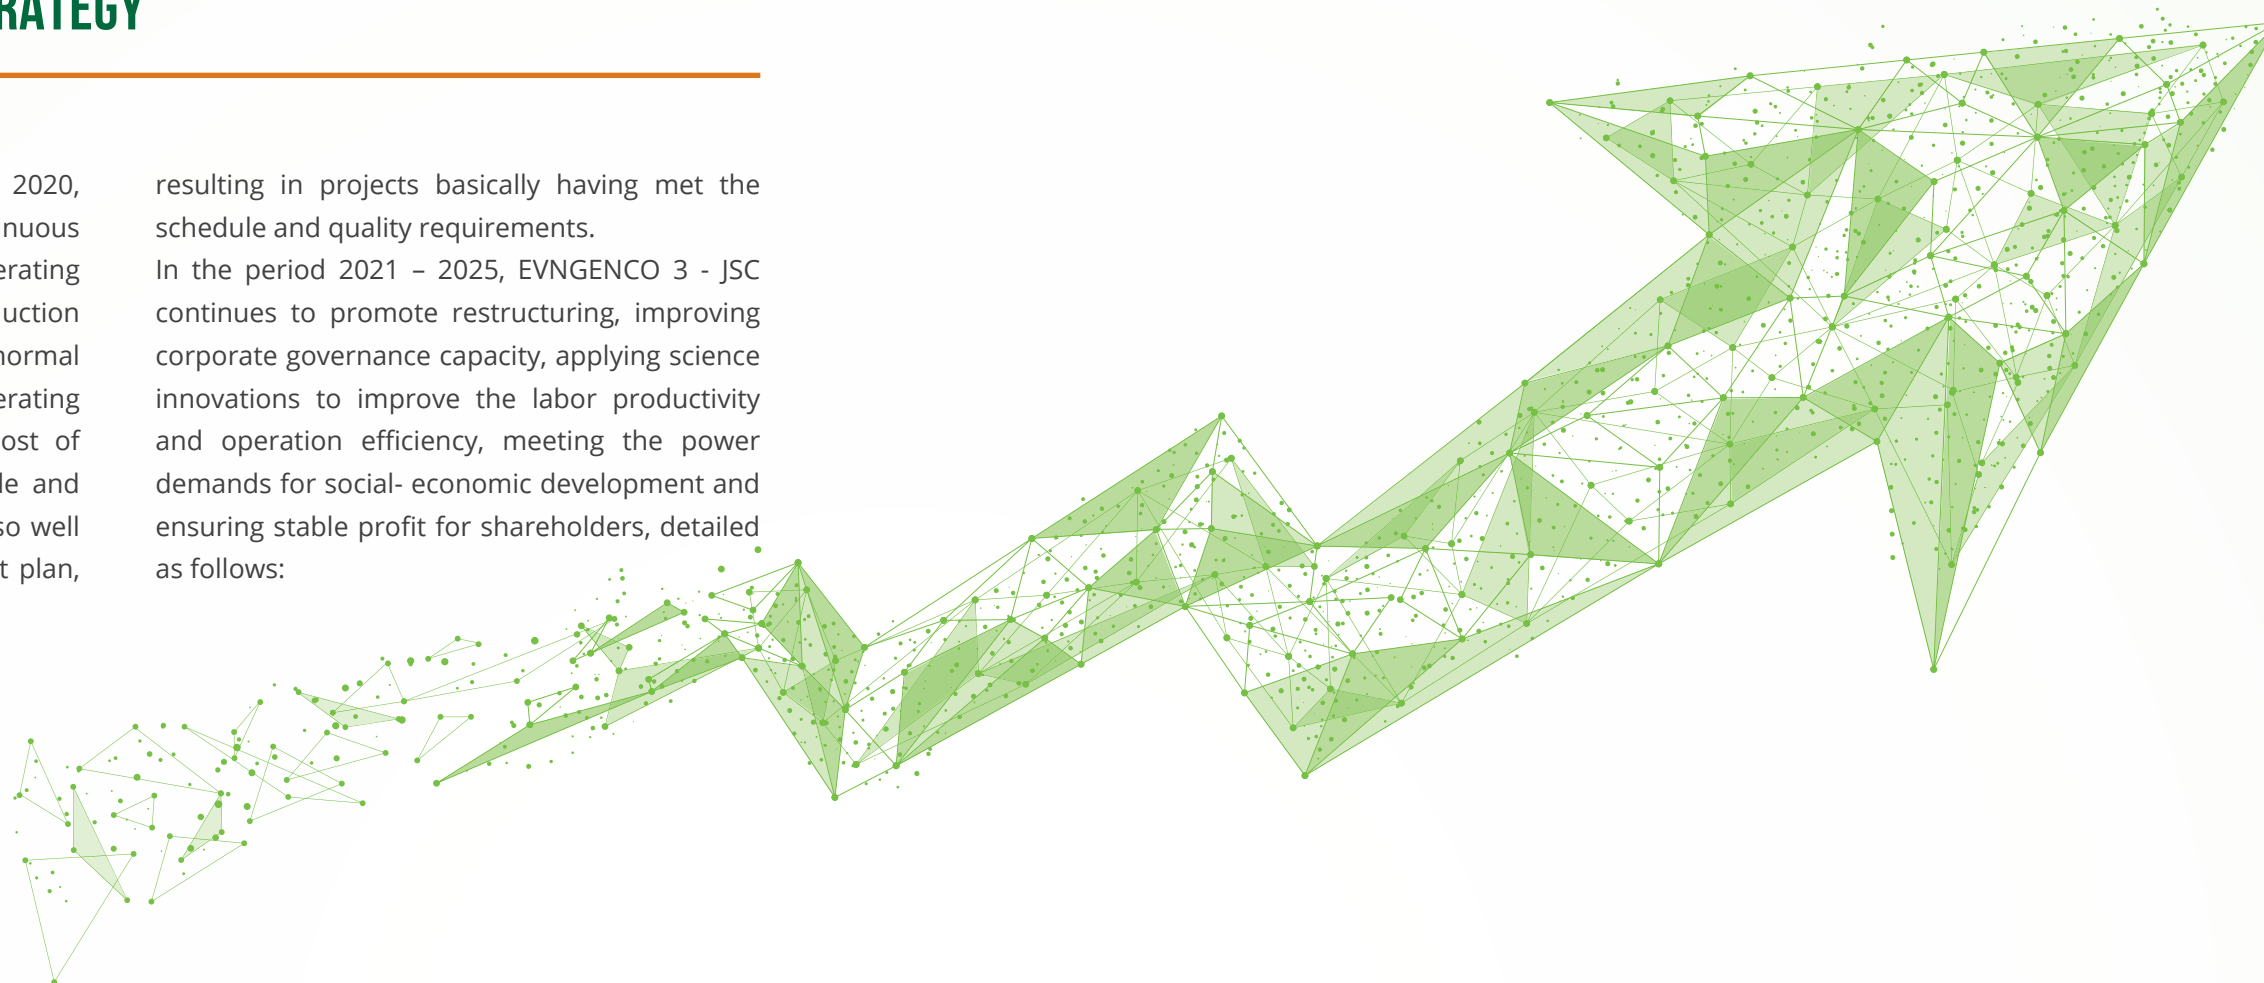 RATEGY
2020,
nuous
erating
uction
normal
erating
ost of
le and
so well
t plan,
resulting in projects basically having met the
schedule and quality requirements.
In the period 2021 – 2025, EVNGENCO 3 - JSC
continues to promote restructuring, improving
corporate governance capacity, applying science
innovations to improve the labor productivity
and operation efficiency, meeting the power
demands for social- economic development and
ensuring stable profit for shareholders, detailed
as follows: